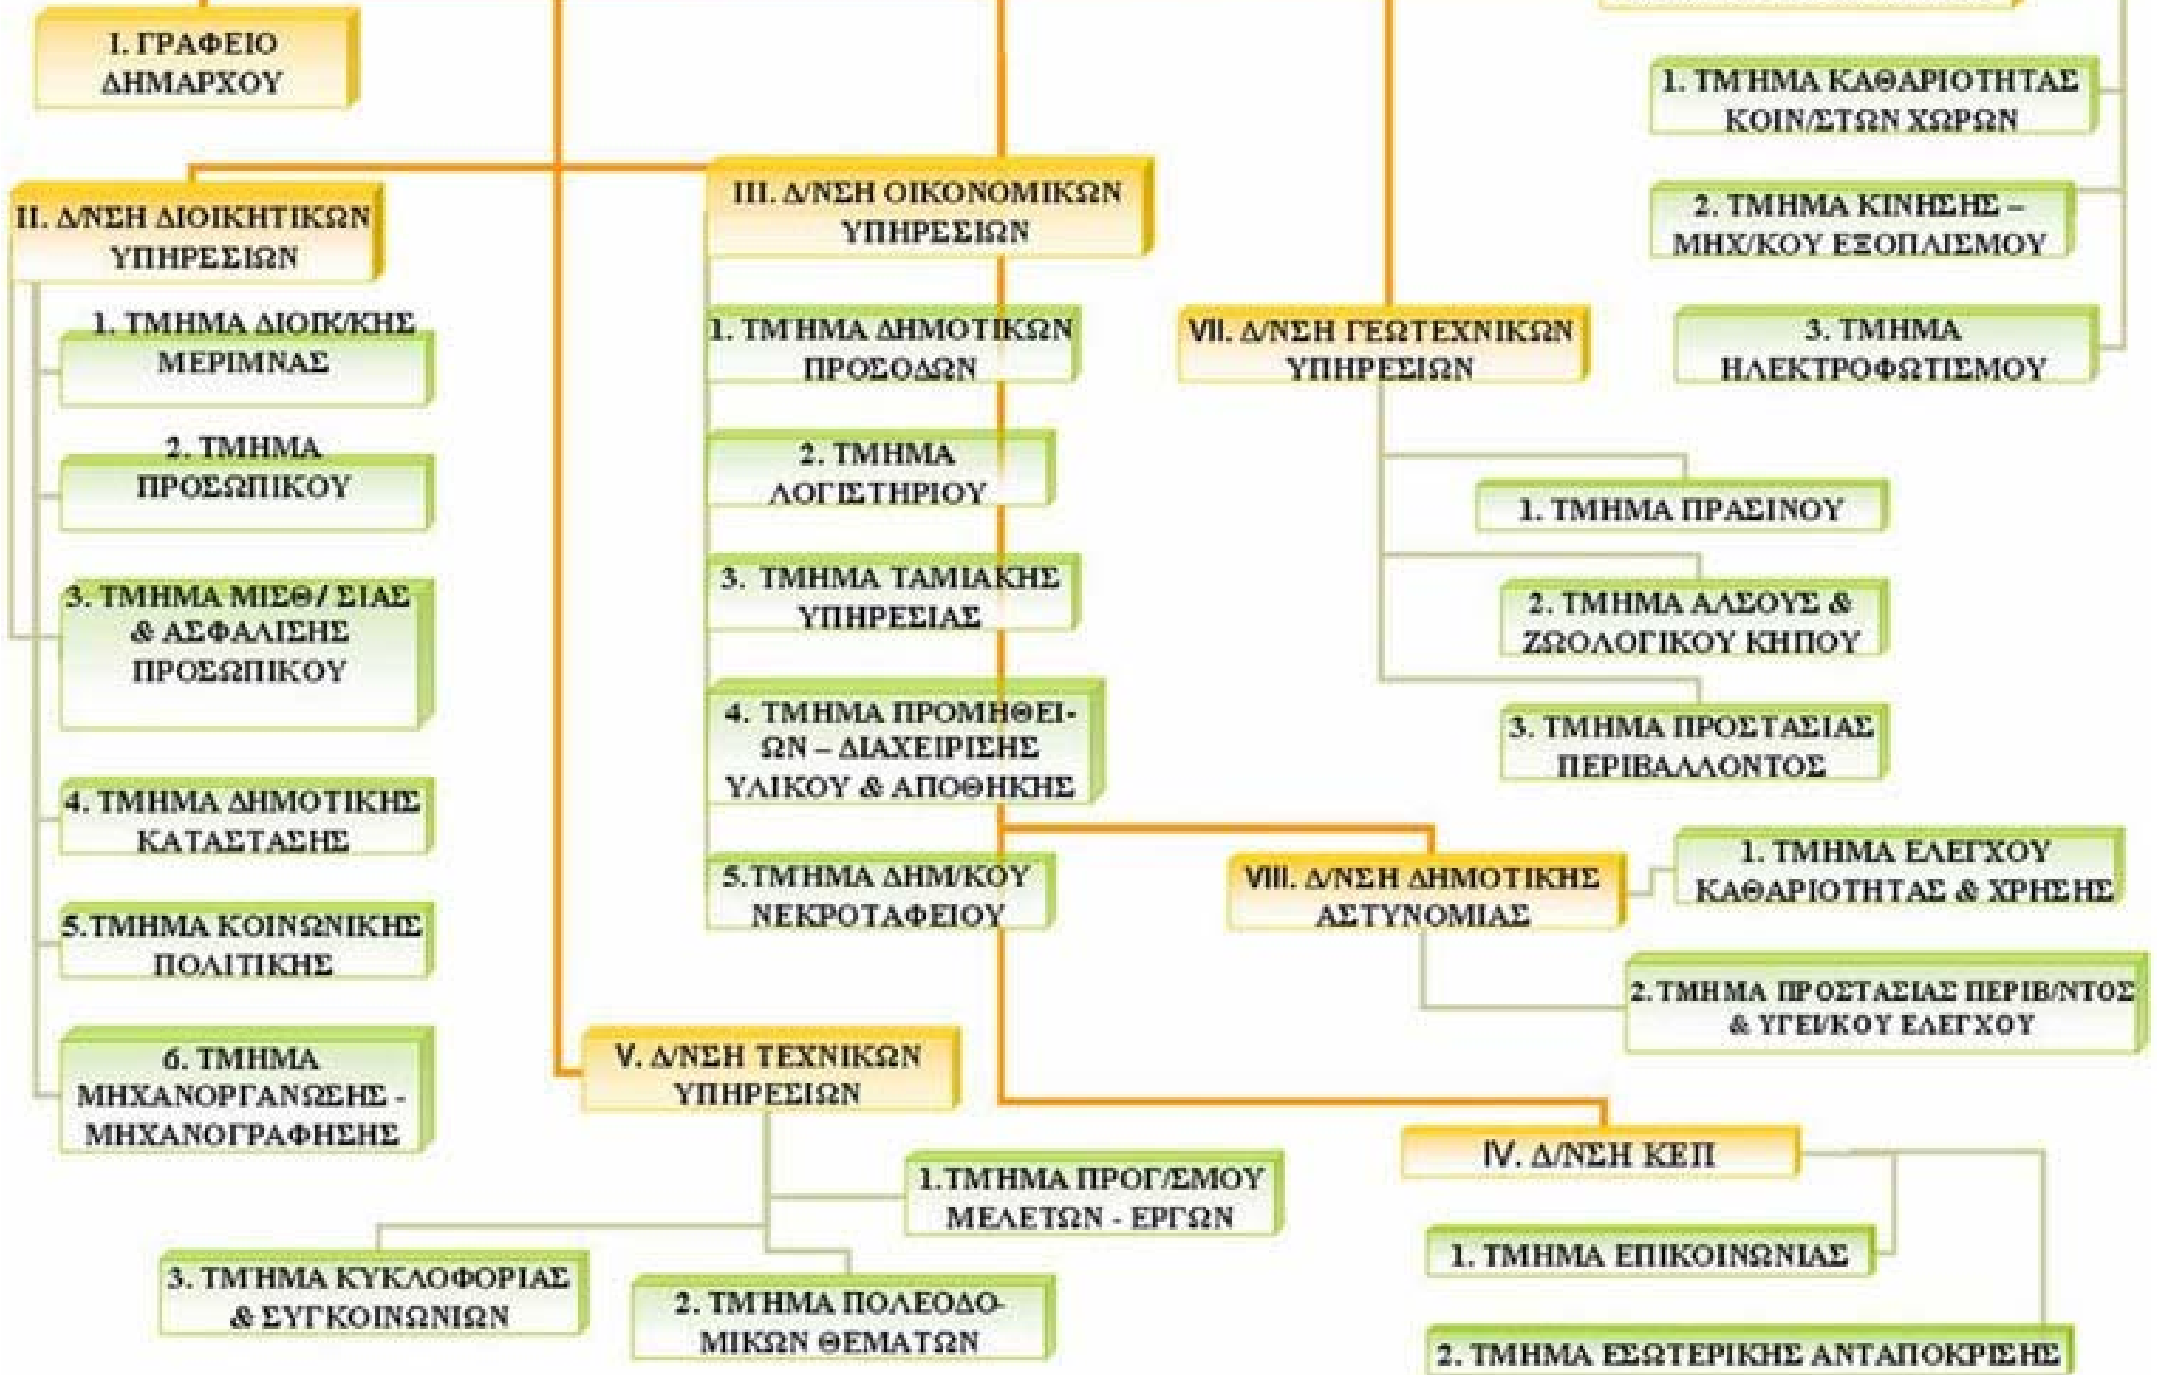 I. ΓΡΑΦΕΙΟ
ΔΗΜΑΡΧΟΥ
II. Δ/ΝΣΗ ΔΙΟΙΚΗΤΙΚΩΝ
ΥΠΗΡΕΣΙΩΝ
1. ΤΜΗΜΑ ΔΙΟΙΚ/ΚΗΣ
ΜΕΡΙΜΝΑΣ
2. ΤΜΗΜΑ
ΠΡΟΣΩΠΙΚΟΥ
3. ΤΜΗΜΑ ΜΙΣΘ/ ΣΙΑΣ
& ΑΣΦΑΛΙΣΗΣ
ΠΡΟΣΩΠΙΚΟΥ
4. ΤΜΗΜΑ ΔΗΜΟΤΙΚΗΣ
ΚΑΤΑΣΤΑΣΗΣ
5.ΤΜΗΜΑ ΚΟΙΝΩΝΙΚΗΣ
ΠΟΛΙΤΙΚΗΣ
6. ΤΜΗΜΑ
ΜΗΧΑΝΟΡΓΑΝΩΣΗΣ -
ΜΗΧΑΝΟΓΡΑΦΗΣΗΣ
III. Δ/ΝΣΗ ΟΙΚΟΝΟΜΙΚΩΝ
ΥΠΗΡΕΣΙΩΝ
1. ΤΜΉΜΑ ΔΗΜΟΤΙΚΩΝ
ΠΡΟΣΟΔΩΝ
2. ΤΜΗΜΑ
ΛΟΓΙΣΤΗΡΙΟΥ
3. ΤΜΗΜΑ ΤΑΜΙΑΚΗΣ
ΥΠΗΡΕΣΙΑΣ
4. ΤΜΗΜΑ ΠΡΟΜΗΘΕΙ-
ΩΝ – ΔΙΑΧΕΙΡΙΣΗΣ
ΥΛΙΚΟΥ & ΑΠΟΘΗΚΗΣ
5.ΤΜΗΜΑ ΔΗΜ/ΚΟΥ
ΝΕΚΡΟΤΑΦΕΙΟΥ
1. ΤΜΉΜΑ ΚΑΘΑΡΙΟΤΗΤΑΣ
ΚΟΙΝ/ΣΤΩΝ ΧΩΡΩΝ
2. ΤΜΗΜΑ ΚΙΝΗΣΗΣ –
ΜΗΧ/ΚΟΥ ΕΞΟΠΛΙΣΜΟΥ
3. ΤΜΗΜΑ
ΗΛΕΚΤΡΟΦΩΤΙΣΜΟΥ
VII. Δ/ΝΣΗ ΓΕΩΤΕΧΝΙΚΩΝ
ΥΠΗΡΕΣΙΩΝ
1. ΤΜΗΜΑ ΠΡΑΣΙΝΟΥ
2. ΤΜΗΜΑ ΑΛΣΟΥΣ &
ΖΩΟΛΟΓΙΚΟΥ ΚΗΠΟΥ
3. ΤΜΗΜΑ ΠΡΟΣΤΑΣΙΑΣ
ΠΕΡΙΒΑΛΛΟΝΤΟΣ
VIII. Δ/ΝΣΗ ΔΗΜΟΤΙΚΗΣ
ΑΣΤΥΝΟΜΙΑΣ
1. ΤΜΗΜΑ ΕΛΕΓΧΟΥ
ΚΑΘΑΡΙΟΤΗΤΑΣ & ΧΡΗΣΗΣ
2.ΤΜΗΜΑ ΠΡΟΣΤΑΣΙΑΣ ΠΕΡΙΒ/ΝΤΟΣ
& ΥΓΕΙ/ΚΟΥ ΕΛΕΓΧΟΥ
V. Δ/ΝΣΗ ΤΕΧΝΙΚΩΝ
ΥΠΗΡΕΣΙΩΝ
1.ΤΜΗΜΑ ΠΡΟΓ/ΣΜΟΥ
ΜΕΛΕΤΩΝ - ΕΡΓΩΝ
3. ΤΜΉΜΑ ΚΥΚΛΟΦΟΡΙΑΣ
& ΣΥΓΚΟΙΝΩΝΙΩΝ
2. ΤΜΉΜΑ ΠΟΛΕΟΔΟ-
ΜΙΚΩΝ ΘΕΜΑΤΩΝ
IV. Δ/ΝΣΗ ΚΕΠ
1. ΤΜΗΜΑ ΕΠΙΚΟΙΝΩΝΙΑΣ
2. ΤΜΗΜΑ ΕΣΩΤΕΡΙΚΗΣ ΑΝΤΑΠΟΚΡΙΣΗΣ